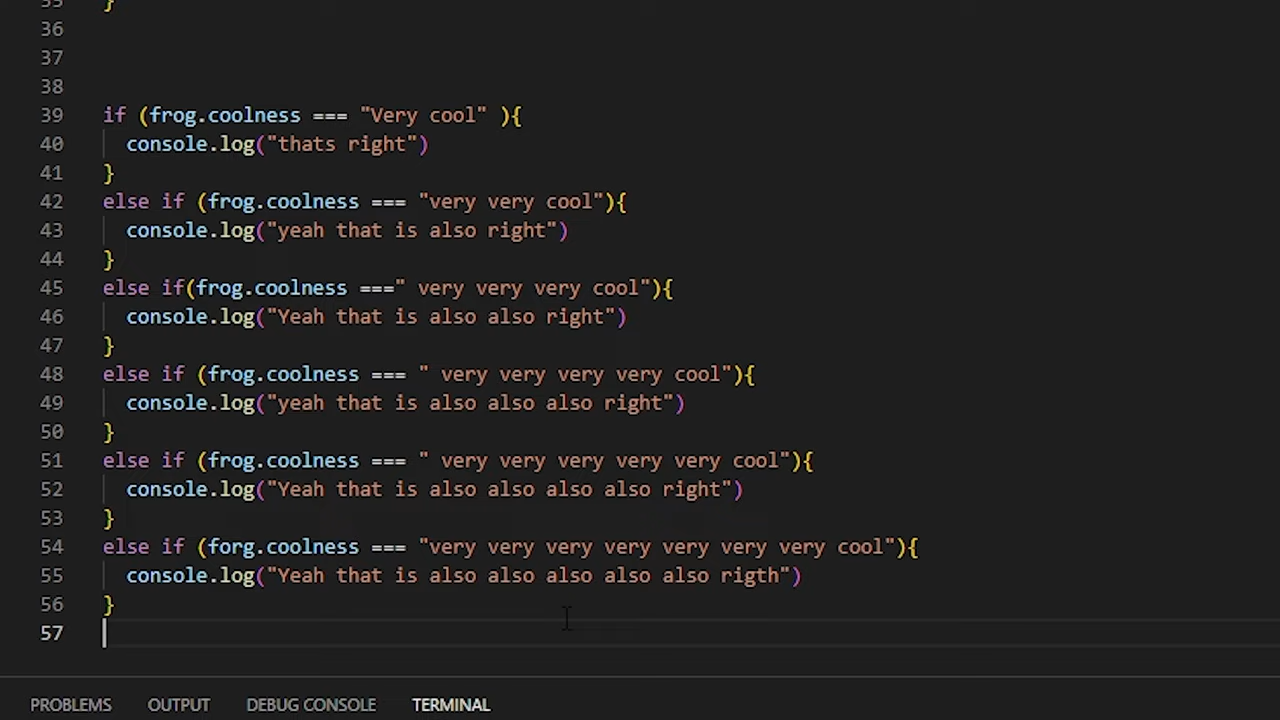 35 }
36
37
38
39 if (frog.coolness === "Very cool" ){
40 console.log("thats right")
41 }
42 else if (frog.coolness === "very very cool"){
43 console.log("yeah that is also right")
44 }
45 else if(frog.coolness ===" very very very cool"){
46 console.log("Yeah that is also also right")
47 }
48 else if (frog.coolness === " very very very very cool"){
49 console.log("yeah that is also also also right")
50 }
51 else if (frog.coolness === " very very very very very cool"){
52 console.log("Yeah that is also also also also right")
53 }
54 else if (forg.coolness === "very very very very very very very cool"){
55 console.log("Yeah that is also also also also also rigth")
56 }
57
PROBLEMS OUTPUT DEBUG CONSOLE TERMINAL